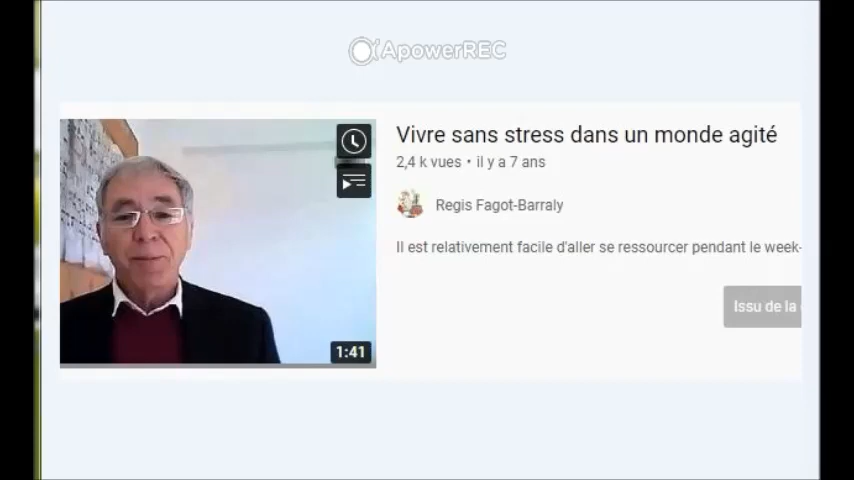 ApowerREC
Vivre sans stress dans un monde agité
2,4 k vues • il y a 7 ans
Regis Fagot-Barraly
Il est relativement facile d'aller se ressourcer pendant le week-
Issu de la
1:41